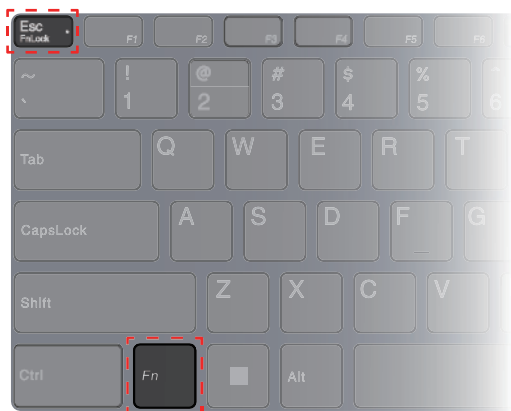 Esc
FnLock
F1
F2
F3
F4
F5
F6
~
`
!
1
@
2
#
3
$
4
%
5
^
6
Tab
Q
W
E
R
T
CapsLock
A
S
D
F
G
Shift
Z
X
C
V
Ctrl
Fn
Alt